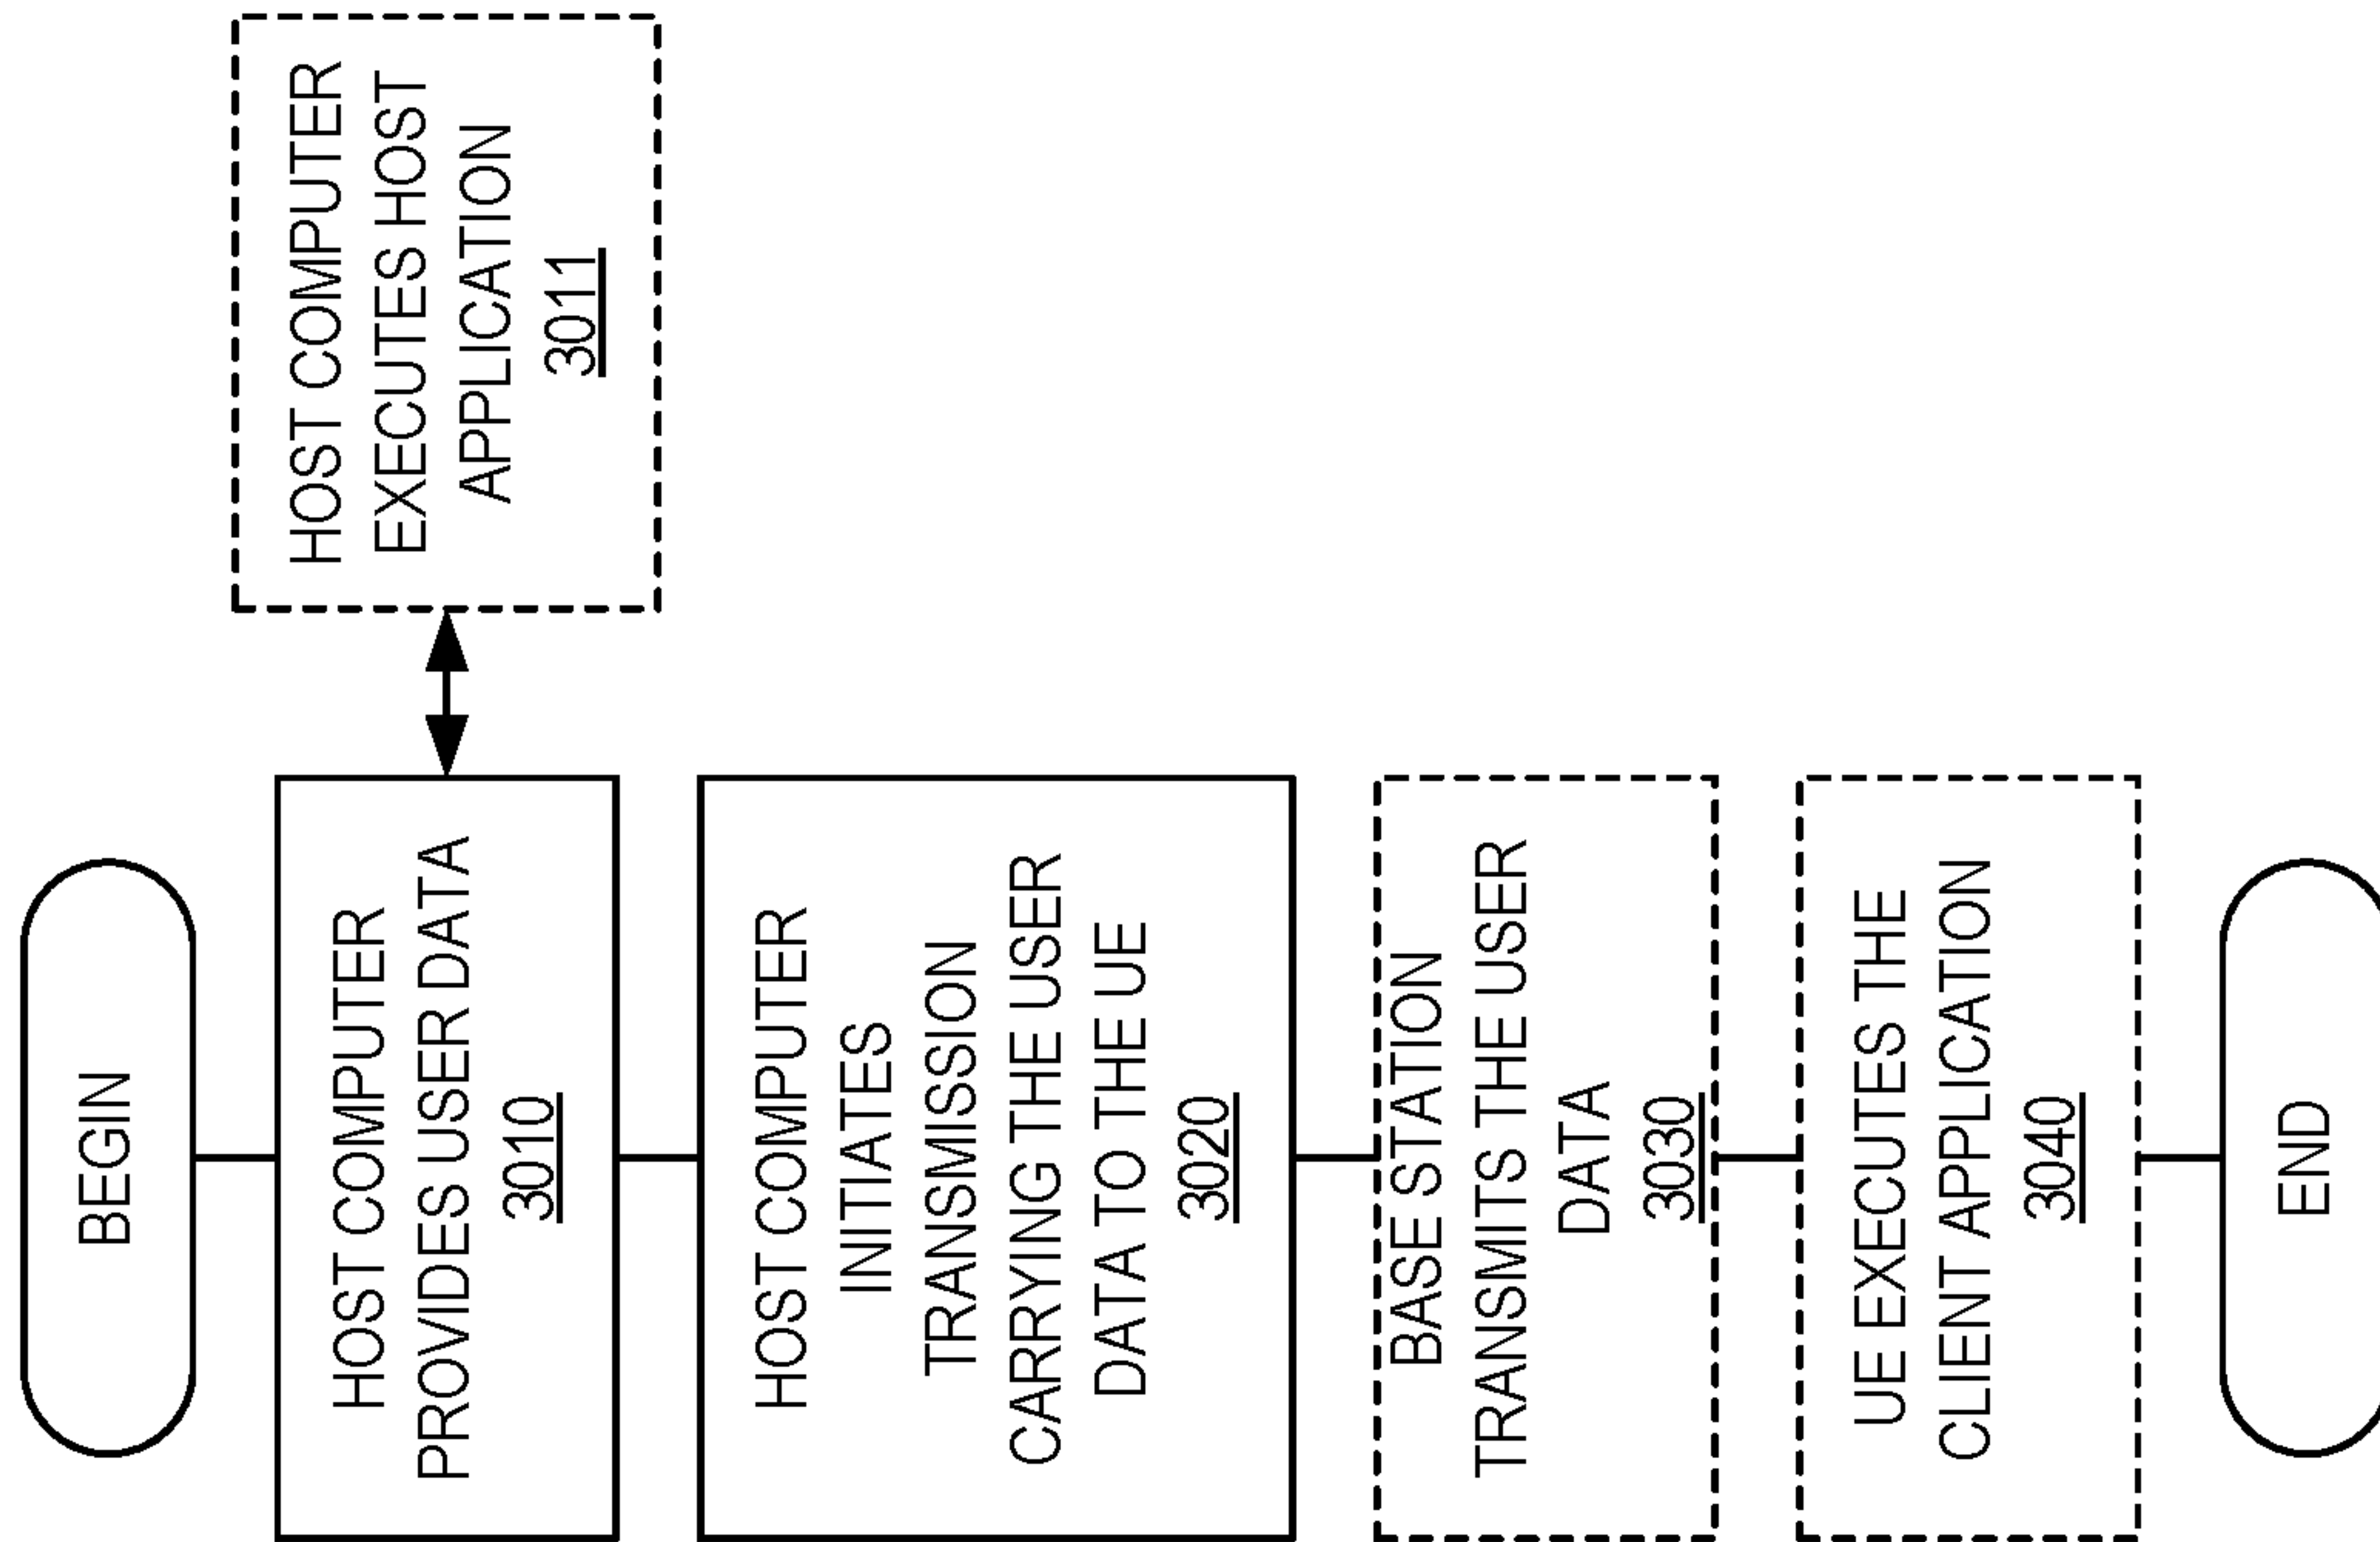 BEGIN
HOST COMPUTER
PROVIDES USER DATA
3010
HOST COMPUTER
EXECUTES HOST
APPLICATION
3011
HOST COMPUTER
INITIATES
TRANSMISSION
CARRYING THE USER
DATA TO THE UE
3020
BASE STATION
TRANSMITS THE USER
DATA
3030
UE EXECUTES THE
CLIENT APPLICATION
3040
END